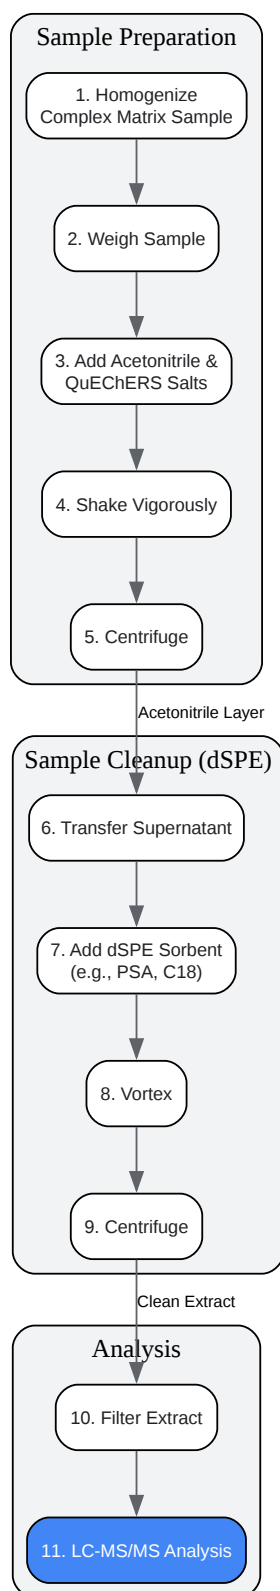 Sample Preparation
1. Homogenize
Complex Matrix Sample
2. Weigh Sample
3. Add Acetonitrile &
QuEChERS Salts
4. Shake Vigorously
5. Centrifuge
Acetonitrile Layer
Sample Cleanup (dSPE)
6. Transfer Supernatant
7. Add dSPE Sorbent
(e.g., PSA, C18)
8. Vortex
9. Centrifuge
Clean Extract
Analysis
10. Filter Extract
11. LC-MS/MS Analysis